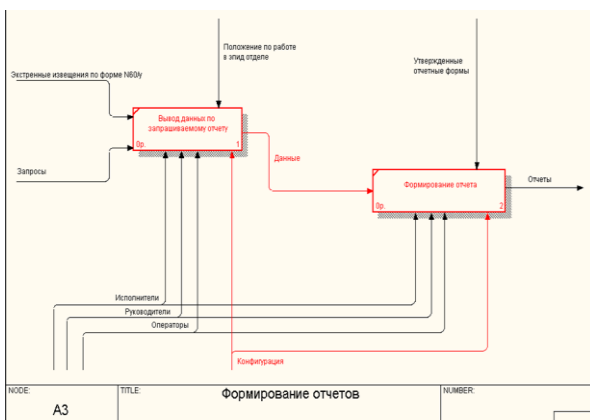 Положение по работе
в эпид отделе
Утвержденные
отчетные формы
Экстренные извещения по форме N60/у
Вывод данных по
запрашиваемому отчету
0р.
1
Запросы
Данные
Формирование отчета
0р.
2
Отчеты
Исполнители
Руководители
Операторы
Конфигурация
NODE:
A3
TITLE:
Формирование отчетов
NUMBER: